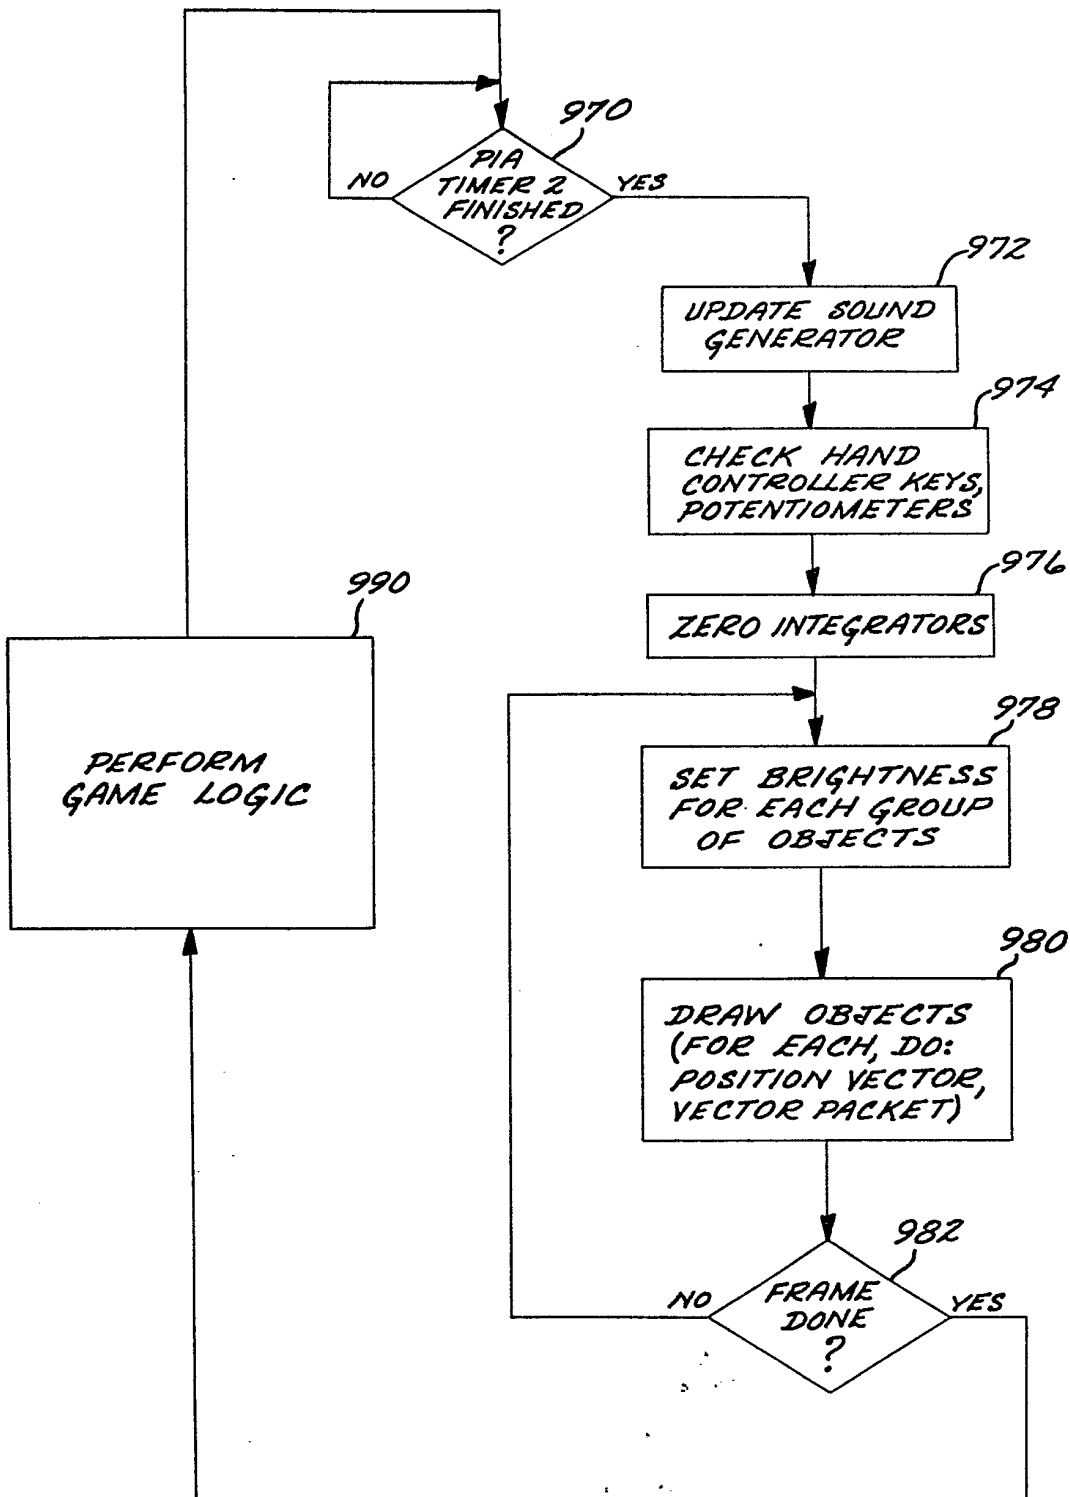 970
PIA
TIMER 2
FINISHED
?
NO
YES
972
UPDATE SOUND
GENERATOR
974
CHECK HAND
CONTROLLER KEYS,
POTENTIOMETERS
976
ZERO INTEGRATORS
990
PERFORM
GAME LOGIC
978
SET BRIGHTNESS
FOR EACH GROUP
OF OBJECTS
980
DRAW OBJECTS
(FOR EACH, DO:
POSITION VECTOR,
VECTOR PACKET)
982
FRAME
DONE
?
NO
YES